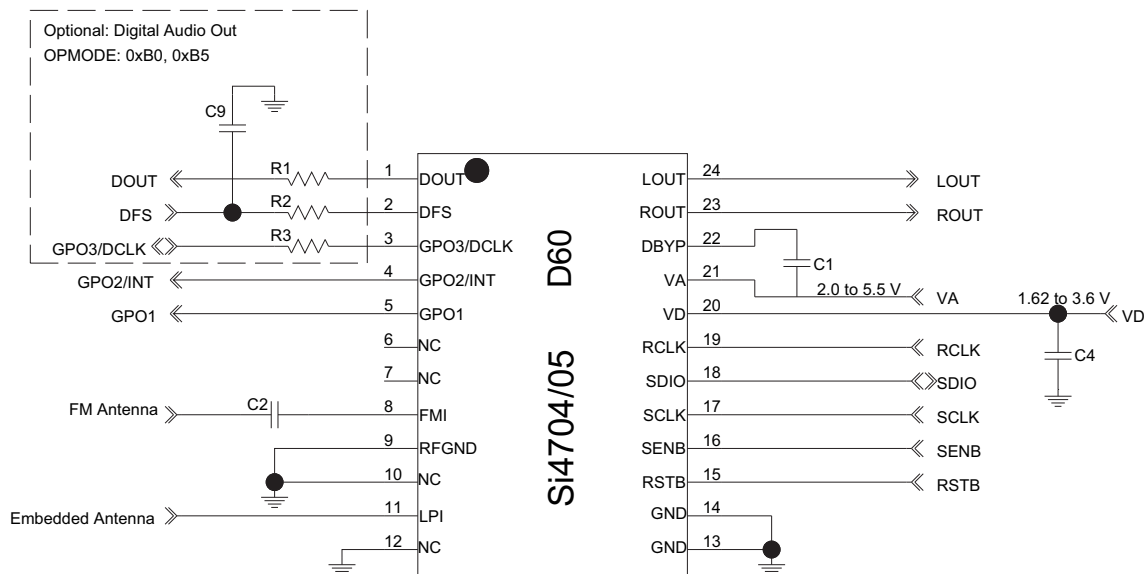 Optional: Digital Audio Out
OPMODE: 0xB0, 0xB5
C9
DOUT
R1
1
DOUT
DFS
R2
2
DFS
GPO3/DCLK
R3
3
GPO3/DCLK
GPO2/INT
4
GPO2/INT
GPO1
5
GPO1
6
NC
7
NC
FM Antenna
C2
8
FMI
9
RFGND
10
NC
Embedded Antenna
11
LPI
12
NC
Si4704/05 D60
LOUT
24
LOUT
ROUT
23
ROUT
DBYP
22
C1
VA
21
2.0 to 5.5 V
VA
VD
20
1.62 to 3.6 V
VD
C4
RCLK
19
RCLK
SDIO
18
SDIO
SCLK
17
SCLK
SENB
16
SENB
RSTB
15
RSTB
GND
14
GND
13